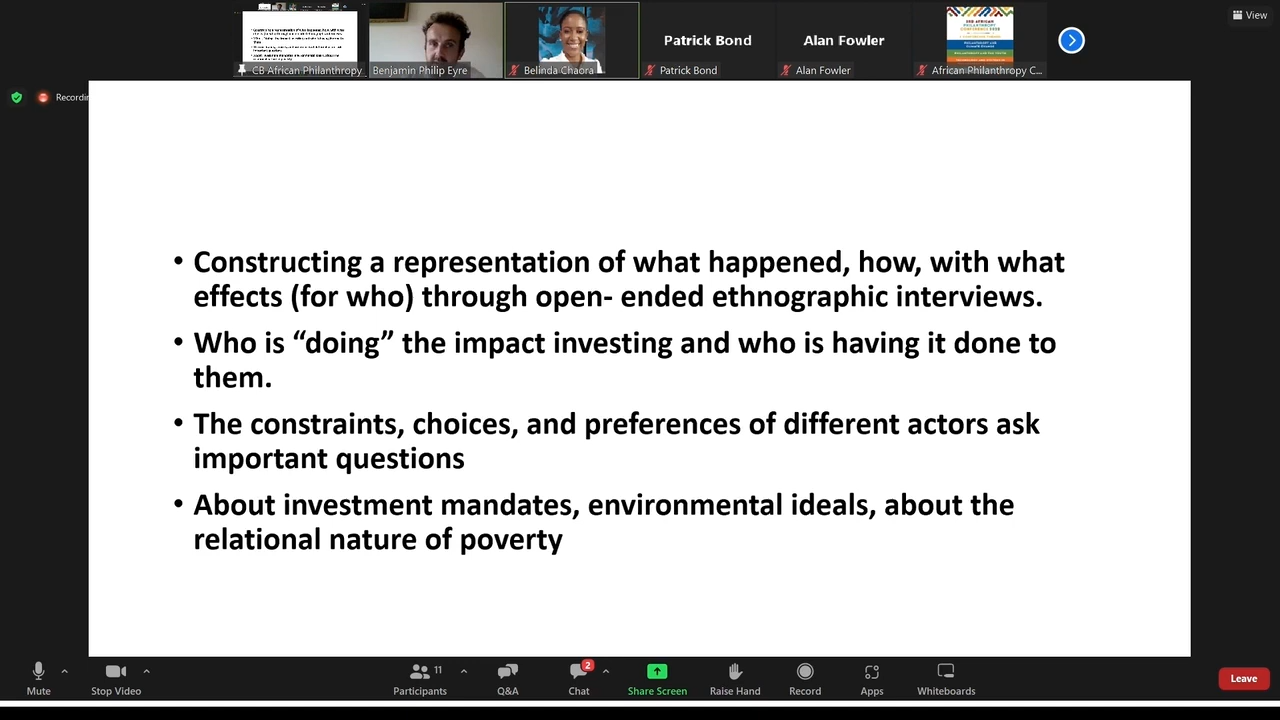 View
Patrick Bond
Alan Fowler
CB African Philanthropy
Benjamin Philip Eyre
Belinda Chaora
Patrick Bond
Alan Fowler
African Philanthropy C...
Recordin
• Constructing a representation of what happened, how, with what
effects (for who) through open- ended ethnographic interviews.
• Who is “doing” the impact investing and who is having it done to
them.
• The constraints, choices, and preferences of different actors ask
important questions
• About investment mandates, environmental ideals, about the
relational nature of poverty
11
2
Mute
Stop Video
Participants
Q&A
Chat
Share Screen
Raise Hand
Record
Apps
Whiteboards
Leave